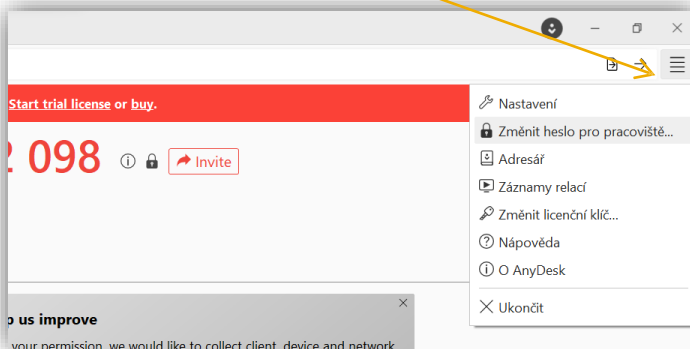 Start trial license or buy.
098
Invite
Nastavení
Změnit heslo pro pracoviště...
Adresář
Záznamy relací
Změnit licenční klíč...
Nápověda
O AnyDesk
Ukončit
us improve
your permission, we would like to collect client, device and network